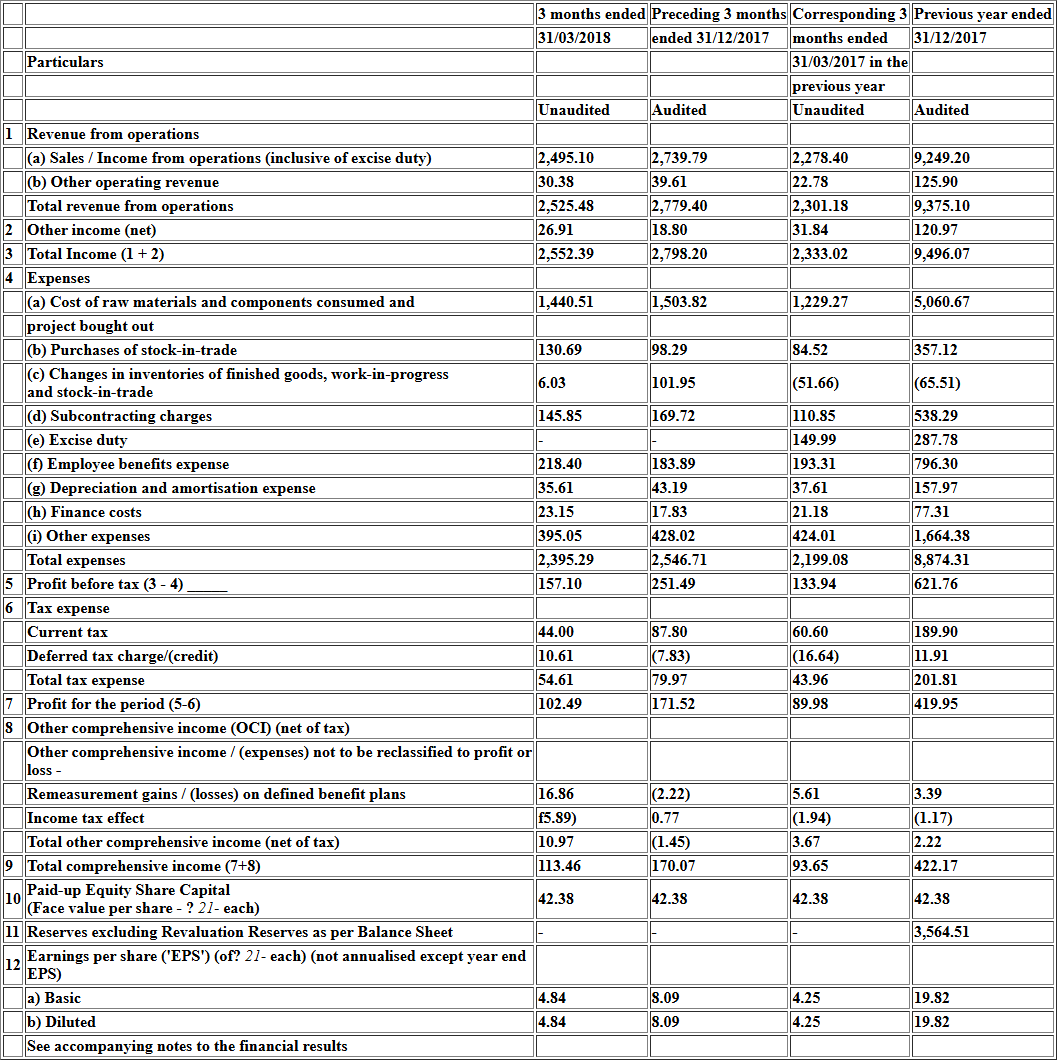 3 months ended Preceding 3 months Corresponding 3 Previous year ended
31/03/2018 ended 31/12/2017 months ended 31/12/2017
Particulars 31/03/2017 in the
previous year
Unaudited Audited Unaudited Audited
1 Revenue from operations
(a) Sales / Income from operations (inclusive of excise duty) 2,495.10 2,739.79 2,278.40 9,249.20
(b) Other operating revenue 30.38 39.61 22.78 125.90
Total revenue from operations 2,525.48 2,779.40 2,301.18 9,375.10
2 Other income (net) 26.91 18.80 31.84 120.97
3 Total Income (1 + 2) 2,552.39 2,798.20 2,333.02 9,496.07
4 Expenses
(a) Cost of raw materials and components consumed and 1,440.51 1,503.82 1,229.27 5,060.67
project bought out
(b) Purchases of stock-in-trade 130.69 98.29 84.52 357.12
(c) Changes in inventories of finished goods, work-in-progress
and stock-in-trade 6.03 101.95 (51.66) (65.51)
(d) Subcontracting charges 145.85 169.72 110.85 538.29
(e) Excise duty - - 149.99 287.78
(f) Employee benefits expense 218.40 183.89 193.31 796.30
(g) Depreciation and amortisation expense 35.61 43.19 37.61 157.97
(h) Finance costs 23.15 17.83 21.18 77.31
(i) Other expenses 395.05 428.02 424.01 1,664.38
Total expenses 2,395.29 2,546.71 2,199.08 8,874.31
5 Profit before tax (3 - 4) _____ 157.10 251.49 133.94 621.76
6 Tax expense
Current tax 44.00 87.80 60.60 189.90
Deferred tax charge/(credit) 10.61 (7.83) (16.64) 11.91
Total tax expense 54.61 79.97 43.96 201.81
7 Profit for the period (5-6) 102.49 171.52 89.98 419.95
8 Other comprehensive income (OCI) (net of tax)
Other comprehensive income / (expenses) not to be reclassified to profit or
loss -
Remeasurement gains / (losses) on defined benefit plans 16.86 (2.22) 5.61 3.39
Income tax effect f5.89) 0.77 (1.94) (1.17)
Total other comprehensive income (net of tax) 10.97 (1.45) 3.67 2.22
9 Total comprehensive income (7+8) 113.46 170.07 93.65 422.17
10 Paid-up Equity Share Capital
(Face value per share - ? 21- each) 42.38 42.38 42.38 42.38
11 Reserves excluding Revaluation Reserves as per Balance Sheet - - - 3,564.51
12 Earnings per share ('EPS') (of? 21- each) (not annualised except year end
EPS)
a) Basic 4.84 8.09 4.25 19.82
b) Diluted 4.84 8.09 4.25 19.82
See accompanying notes to the financial results